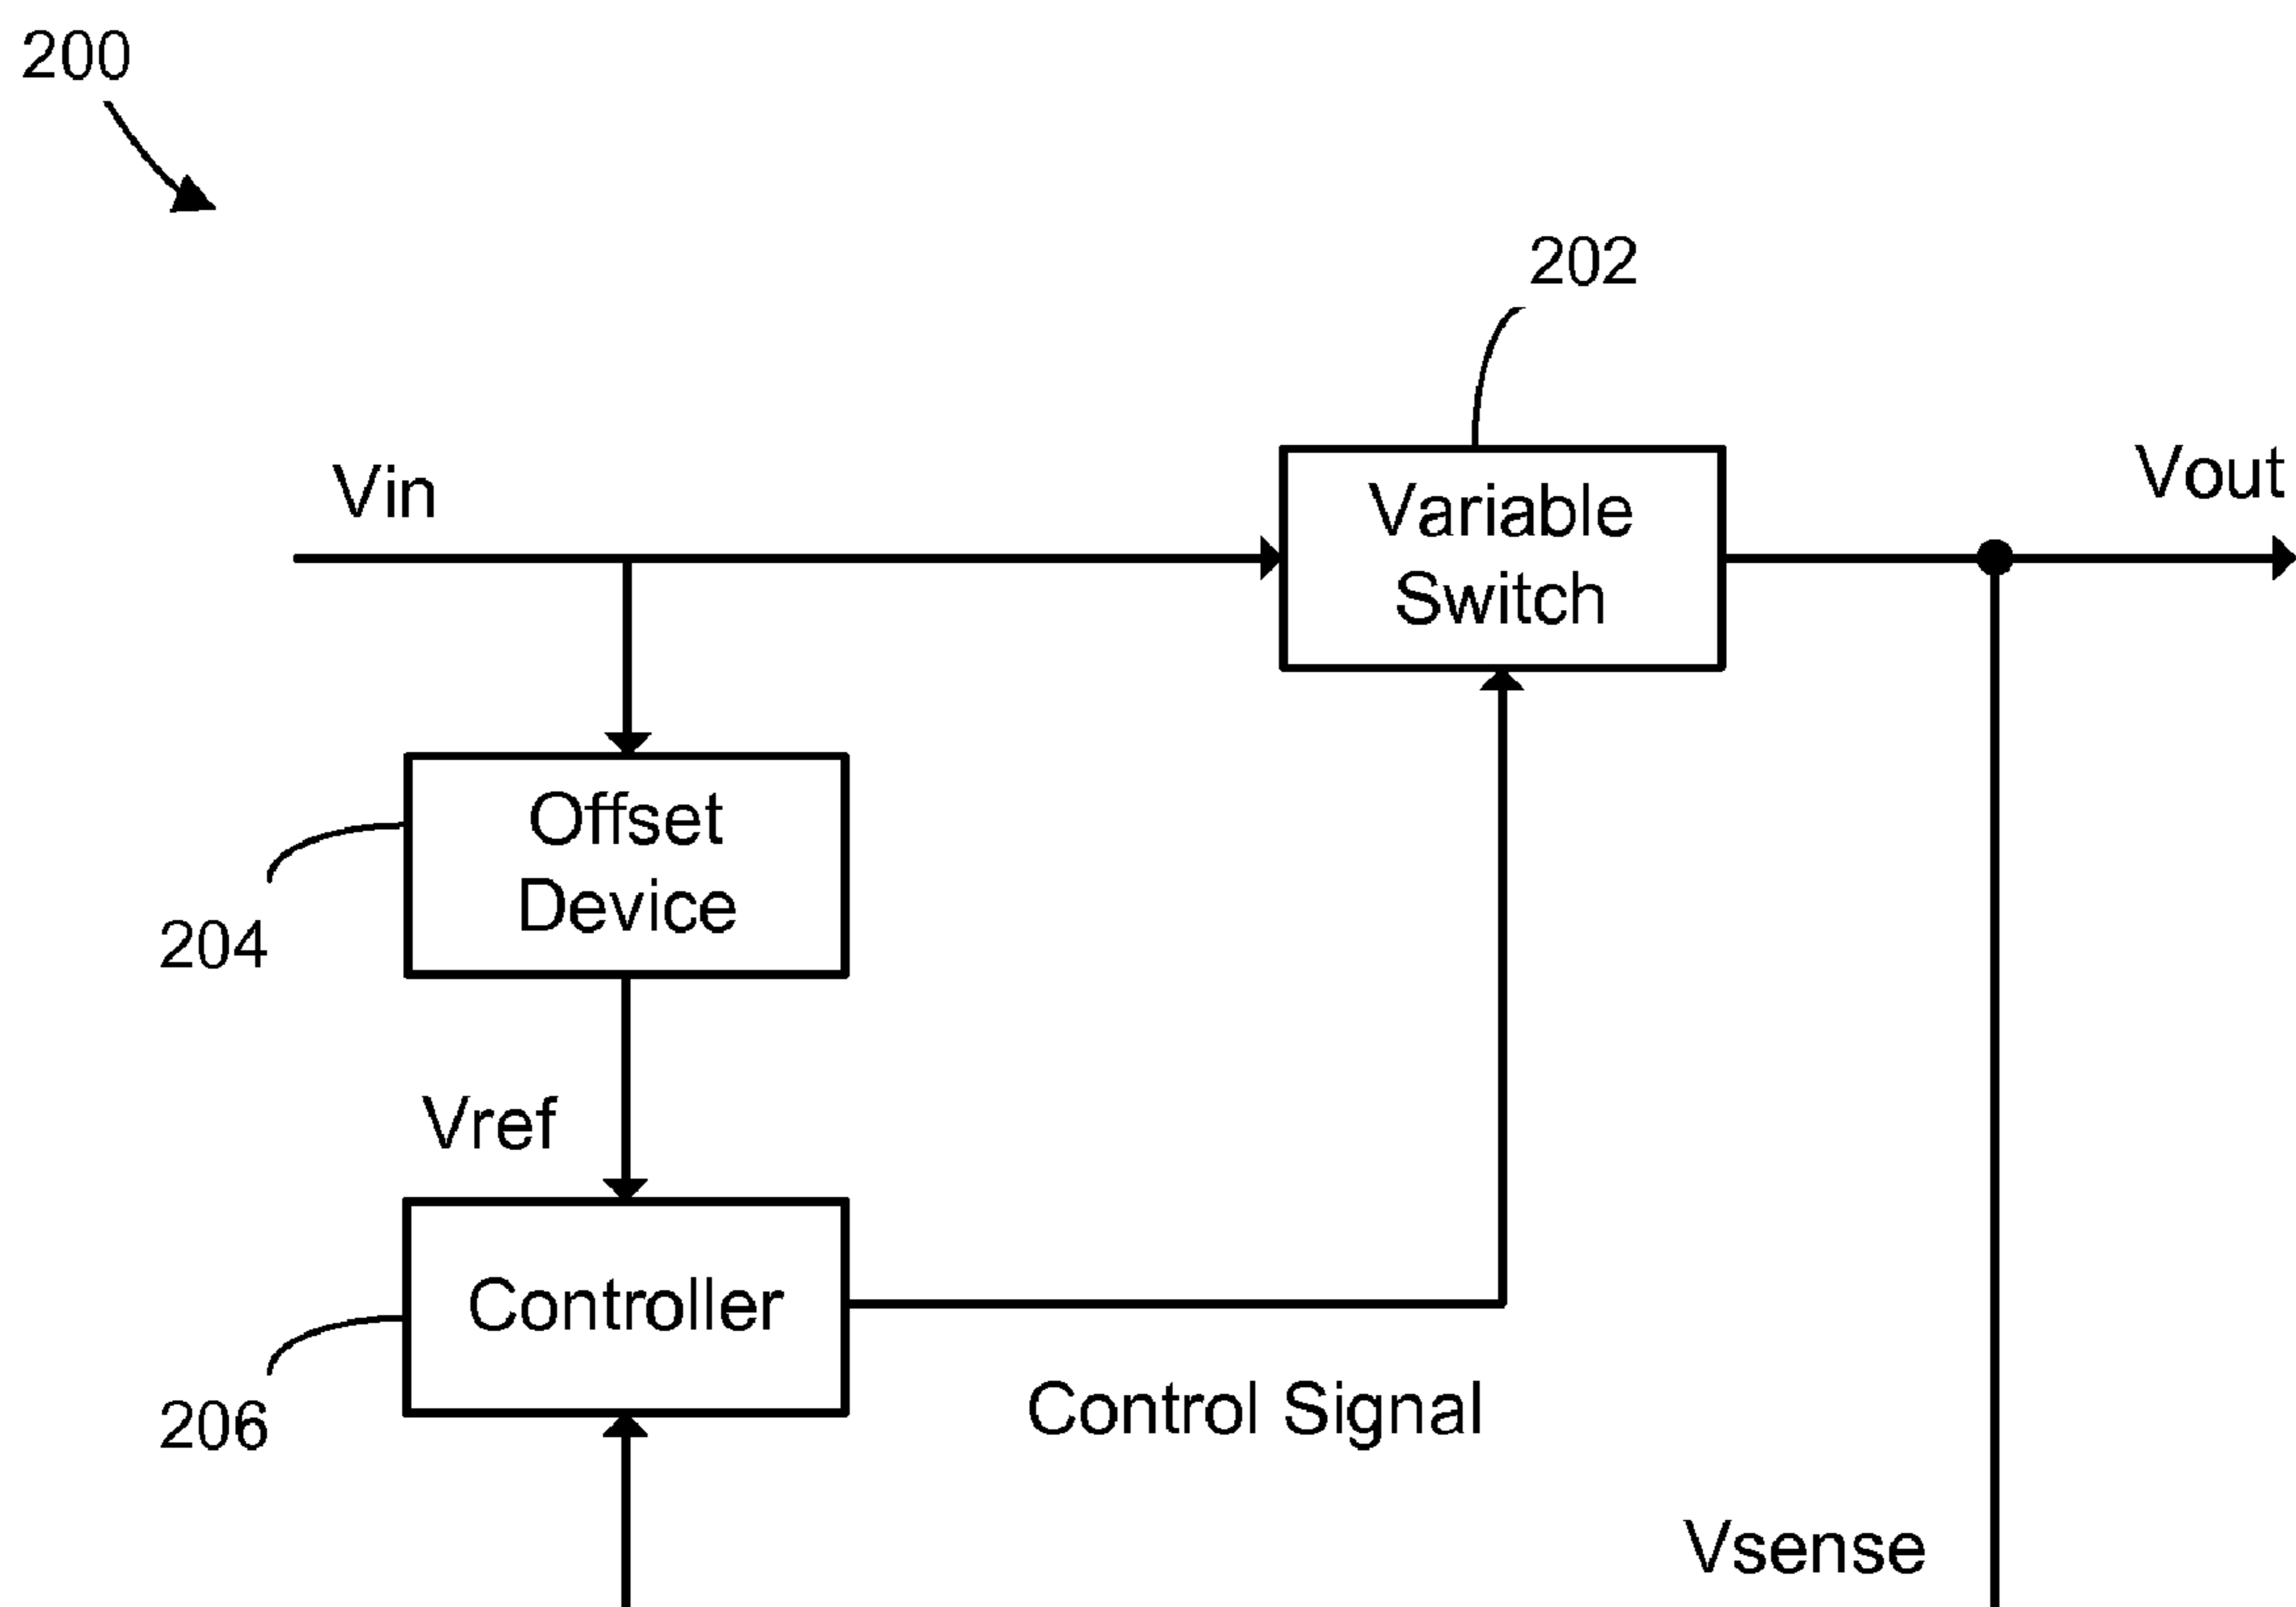 200
202
Vin
Vout
Variable
Switch
Offset
Device
204
Vref
Controller
206
Control Signal
Vsense